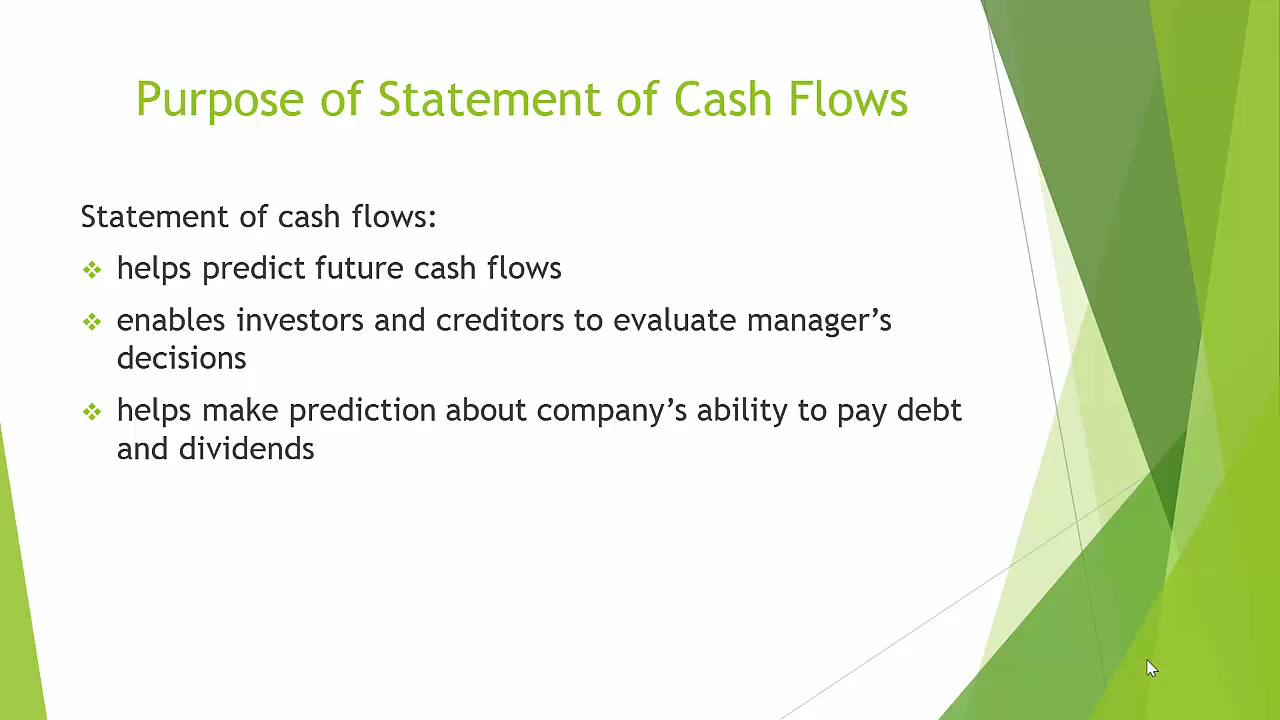 Purpose of Statement of Cash Flows
Statement of cash flows:
helps predict future cash flows
enables investors and creditors to evaluate manager’s
decisions
helps make prediction about company’s ability to pay debt
and dividends